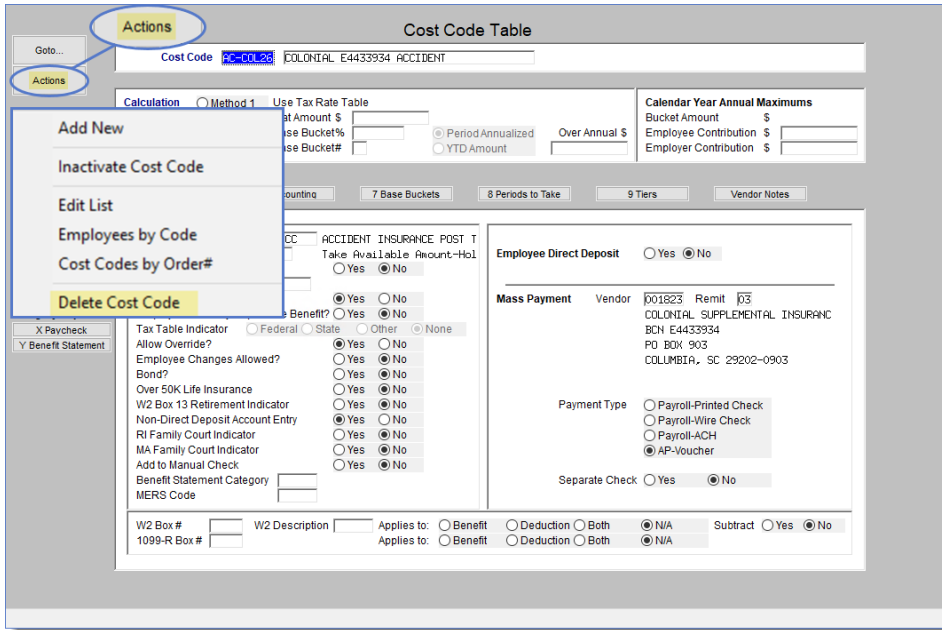 Actions
Cost Code Table
Goto...
Cost Code AC-COL26 COLONIAL E4433934 ACCIDENT
Actions
Calculation Method 1 Use Tax Rate Table
at Amount $
ase Bucket%
Period Annualized
Over Annual $
ase Bucket#
YTD Amount
Calendar Year Annual Maximums
Bucket Amount $
Employee Contribution $
Employer Contribution $
Add New
Inactivate Cost Code
Edit List
Employees by Code
Cost Codes by Order#
Delete Cost Code
ounting
7 Base Buckets
8 Periods to Take
9 Tiers
Vendor Notes
CC ACCIDENT INSURANCE POST T
Take Available Amount-Hol
Yes No
Yes No
e Benefit? Yes No
X Paycheck
Y Benefit Statement
Tax Table Indicator Federal State Other None
Allow Override? Yes No
Employee Changes Allowed? Yes No
Bond? Yes No
Over 50K Life Insurance Yes No
W2 Box 13 Retirement Indicator Yes No
Non-Direct Deposit Account Entry Yes No
RI Family Court Indicator Yes No
MA Family Court Indicator Yes No
Add to Manual Check Yes No
Benefit Statement Category
MERS Code
Employee Direct Deposit Yes No
Mass Payment Vendor 001823 Remit 03
COLONIAL SUPPLEMENTAL INSURANC
BCN E4433934
PO BOX 903
COLUMBIA, SC 29202-0903
Payment Type Payroll-Printed Check
Payroll-Wire Check
Payroll-ACH
AP-Voucher
Separate Check Yes No
W2 Box # W2 Description Applies to: Benefit Deduction Both N/A Subtract Yes No
1099-R Box # Applies to: Benefit Deduction Both N/A